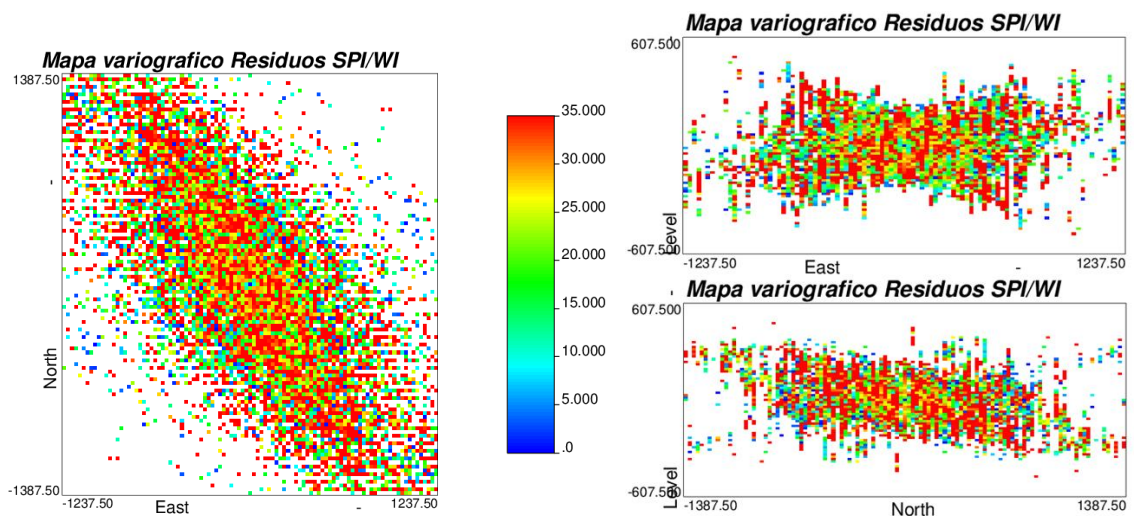 Mapa variografico Residuos SPI/WI
1387.50
North
-1387.50
-1237.50
East
1237.50
35.000
30.000
25.000
20.000
15.000
10.000
5.000
.0
Mapa variografico Residuos SPI/WI
607.500
Level
-607.500
-1237.50
East
1237.50
Mapa variografico Residuos SPI/WI
607.500
Level
-607.500
-1387.50
North
1387.50